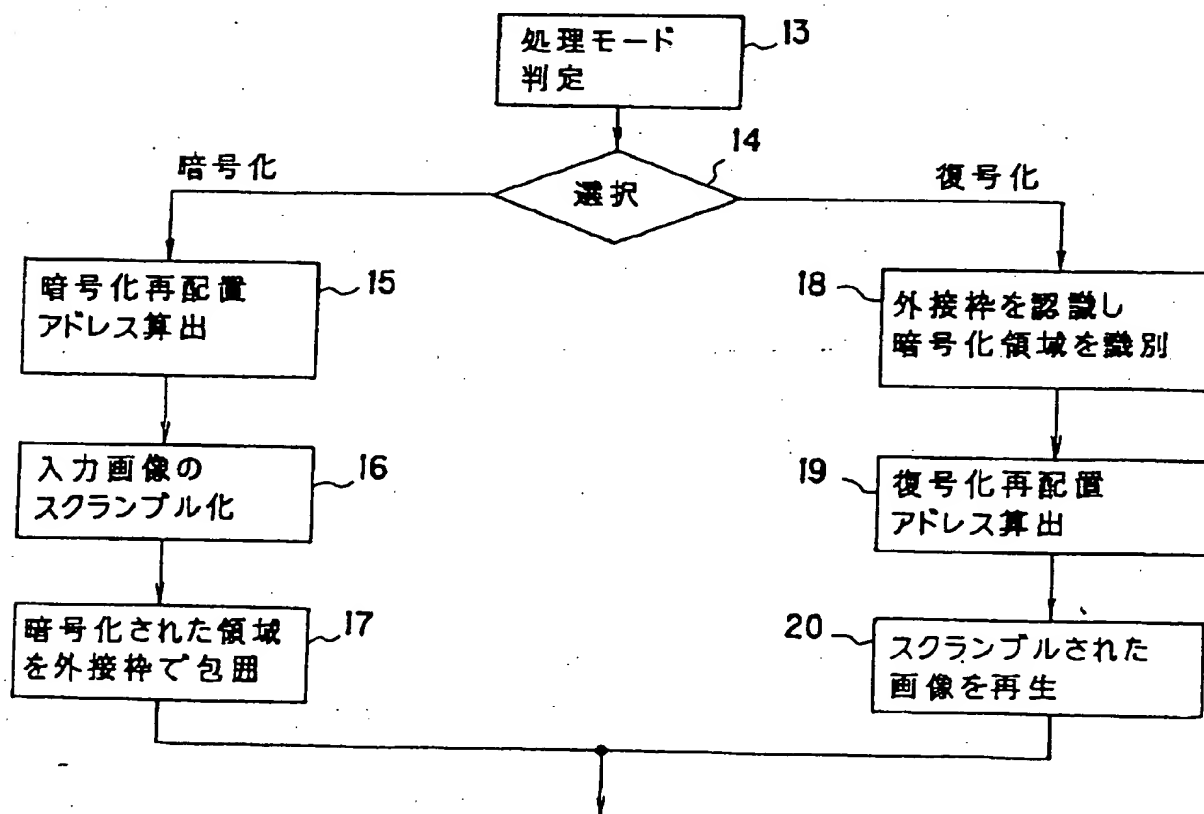 処理モード
判定
13
14
選択
暗号化
復号化
暗号化再配置
アドレス算出
15
18
外接枠を認識し
暗号化領域を識別
入力画像の
スクランブル化
16
19
復号化再配置
アドレス算出
暗号化された領域
を外接枠で包囲
17
20
スクランブルされた
画像を再生